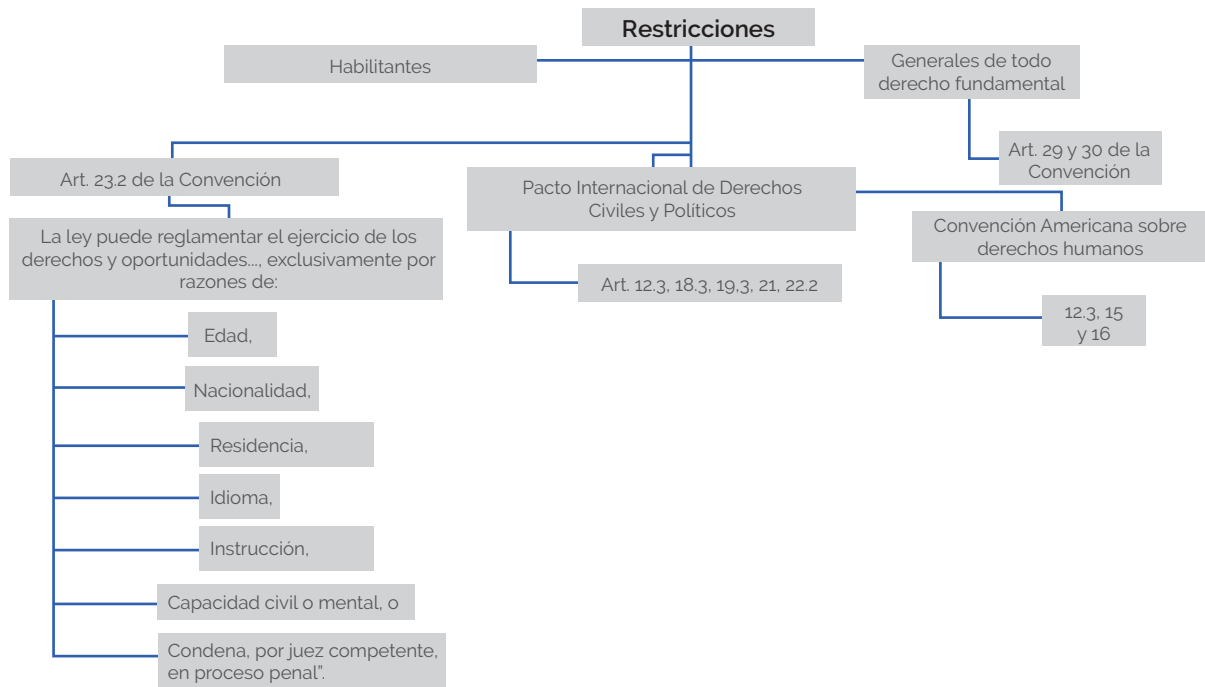 Restricciones
Habilitantes
Generales de todo
derecho fundamental
Art. 29 y 30 de la
Convención
Art. 23.2 de la Convención
Pacto Internacional de Derechos
Civiles y Políticos
Convención Americana sobre
derechos humanos
La ley puede reglamentar el ejercicio de los
derechos y oportunidades..., exclusivamente por
razones de:
Art. 12.3, 18.3, 19,3, 21, 22.2
12.3, 15
y 16
Edad,
Nacionalidad,
Residencia,
Idioma,
Instrucción,
Capacidad civil o mental, o
Condena, por juez competente,
en proceso penal”.